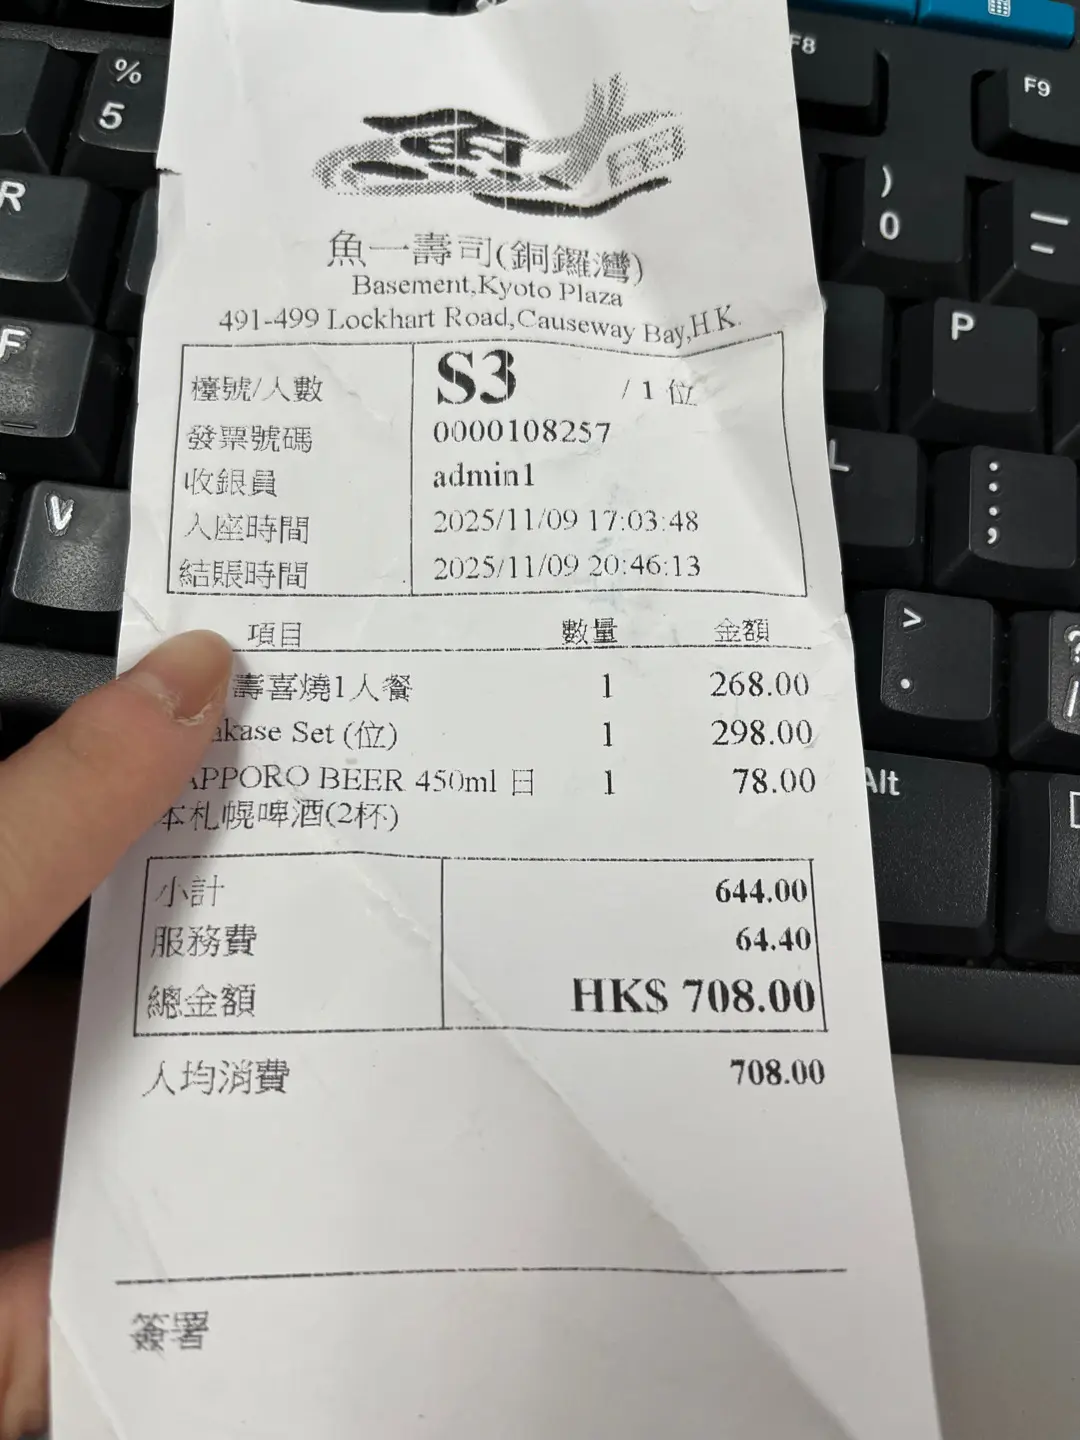 魚一壽司(銅鑼灣)
Basement,Kyoto Plaza
491-499 Lockhart Road,Causeway Bay,H.K.
檯號/人數 S3 / 1 位
發票號碼 0000108257
收銀員 admin1
入座時間 2025/11/09 17:03:48
結賬時間 2025/11/09 20:46:13
項目 數量 金額
壽喜燒1人餐 1 268.00
akase Set (位) 1 298.00
APPORO BEER 450ml 日 1 78.00
本札幌啤酒(2杯)
小計 644.00
服務費 64.40
總金額 HK$ 708.00
人均消費 708.00
簽署
% 5
R
F
V
F8
F9
) 0
P
L
: ;
> .
?
/
Alt